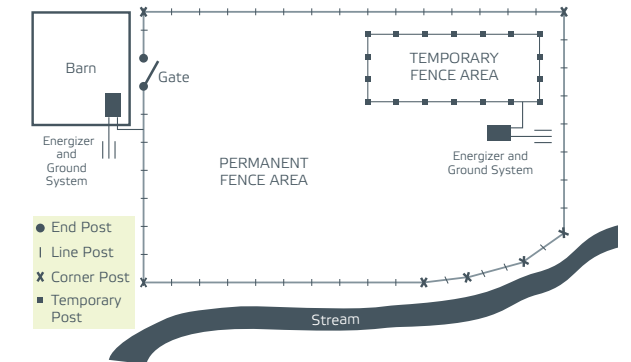 Barn
Gate
TEMPORARY
FENCE AREA
Energizer
and
Ground
System
PERMANENT
FENCE AREA
Energizer and
Ground System
End Post
Line Post
Corner Post
Temporary
Post
Stream